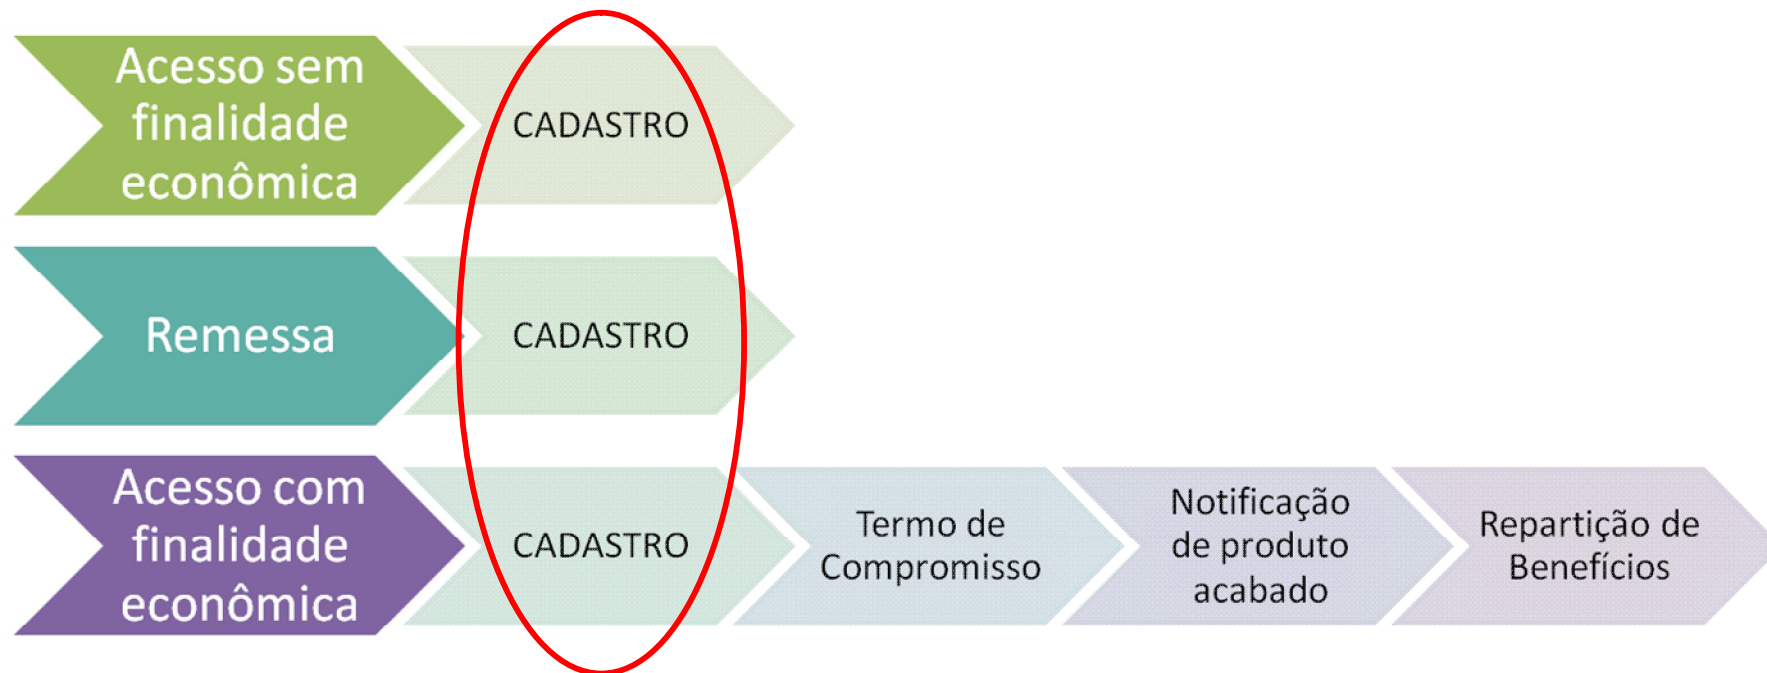 Acesso sem
finalidade
econômica
CADASTRO
Remessa
CADASTRO
Acesso com
finalidade
econômica
CADASTRO
Termo de
Compromisso
Notificação
de produto
acabado
Repartição de
Benefícios